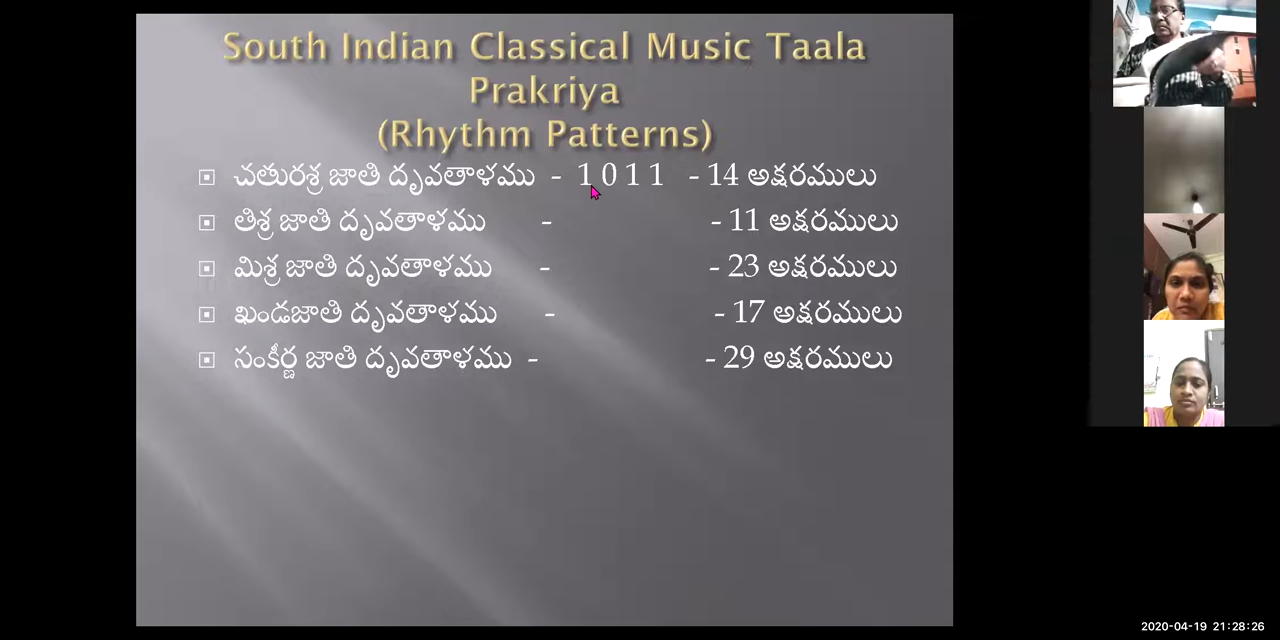 South Indian Classical Music Taala
Prakriya
(Rhythm Patterns)
చతురశ్ర జాతి దృవతాళము - 1 0 1 1 - 14 అక్షరములు
తిశ్ర జాతి దృవతాళము - - 11 అక్షరములు
మిశ్ర జాతి దృవతాళము - - 23 అక్షరములు
ఖండజాతి దృవతాళము - - 17 అక్షరములు
సంకీర్ణ జాతి దృవతాళము - - 29 అక్షరములు
2020-04-19 21:28:26